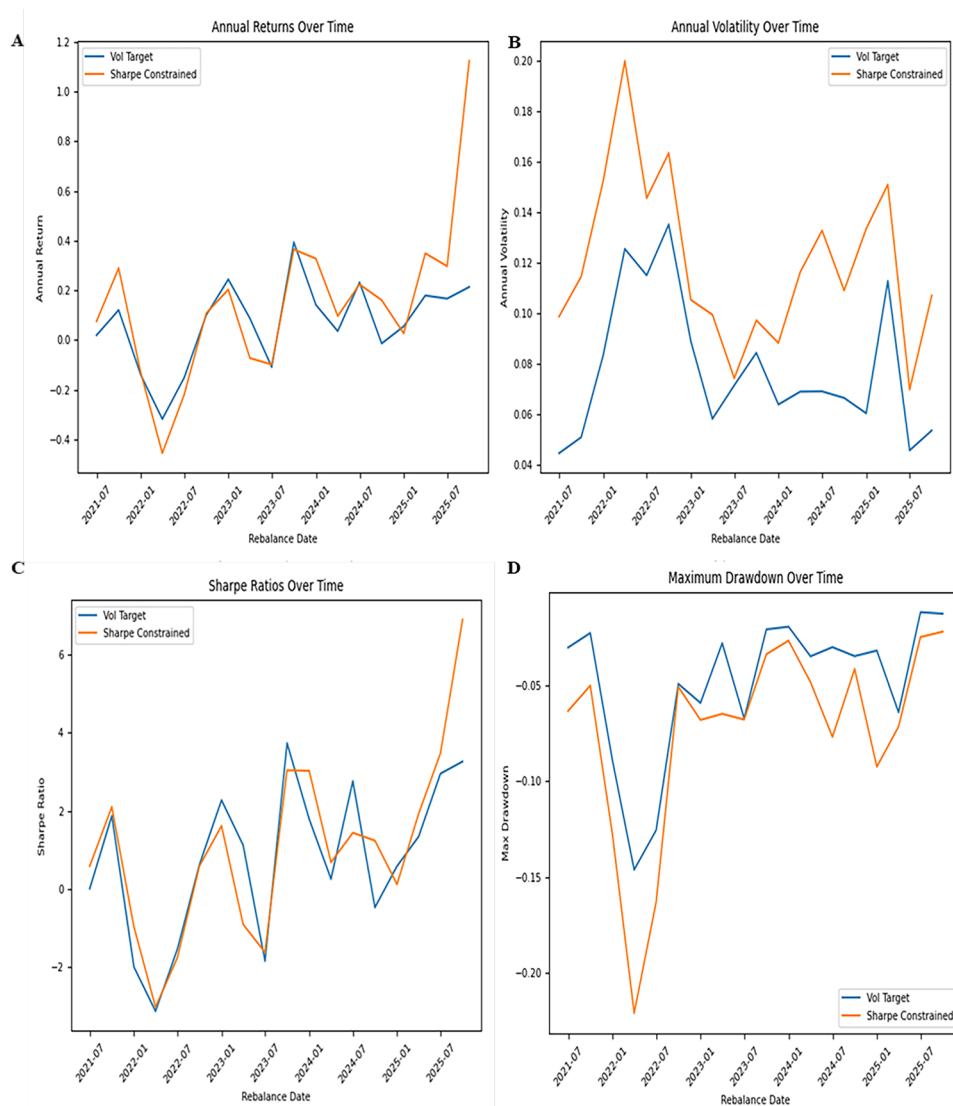 A
Annual Returns Over Time
Vol Target
Sharpe Constrained
Annual Return
1.2
1.0
0.8
0.6
0.4
0.2
0.0
−0.2
−0.4
2021-07
2022-01
2022-07
2023-01
2023-07
2024-01
2024-07
2025-01
2025-07
Rebalance Date
B
Annual Volatility Over Time
Vol Target
Sharpe Constrained
Annual Volatility
0.20
0.18
0.16
0.14
0.12
0.10
0.08
0.06
0.04
2021-07
2022-01
2022-07
2023-01
2023-07
2024-01
2024-07
2025-01
2025-07
Rebalance Date
C
Sharpe Ratios Over Time
Vol Target
Sharpe Constrained
Sharpe Ratio
6
4
2
0
−2
2021-07
2022-01
2022-07
2023-01
2023-07
2024-01
2024-07
2025-01
2025-07
Rebalance Date
D
Maximum Drawdown Over Time
Max Drawdown
−0.05
−0.10
−0.15
−0.20
Vol Target
Sharpe Constrained
2021-07
2022-01
2022-07
2023-01
2023-07
2024-01
2024-07
2025-01
2025-07
Rebalance Date